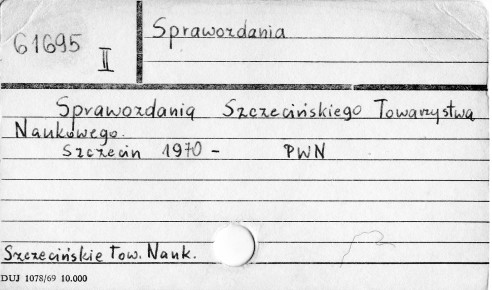 Sprawozdania
61695
II
Sprawozdania Szczecińskiego Towarzystwa
Naukowego.
Szczecin 1970 - PWN
Szczecińskie Tow. Nauk.
DUJ 1078/69 10.000